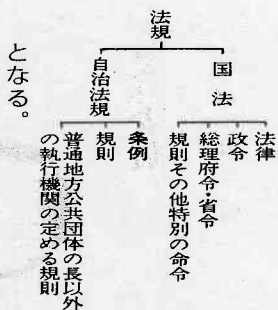 法規
国法
法律
政令
総理府令・省令
規則その他特別の命令
自治法規
条例
規則
普通地方公共団体の長以外
の執行機関の定める規則
となる。